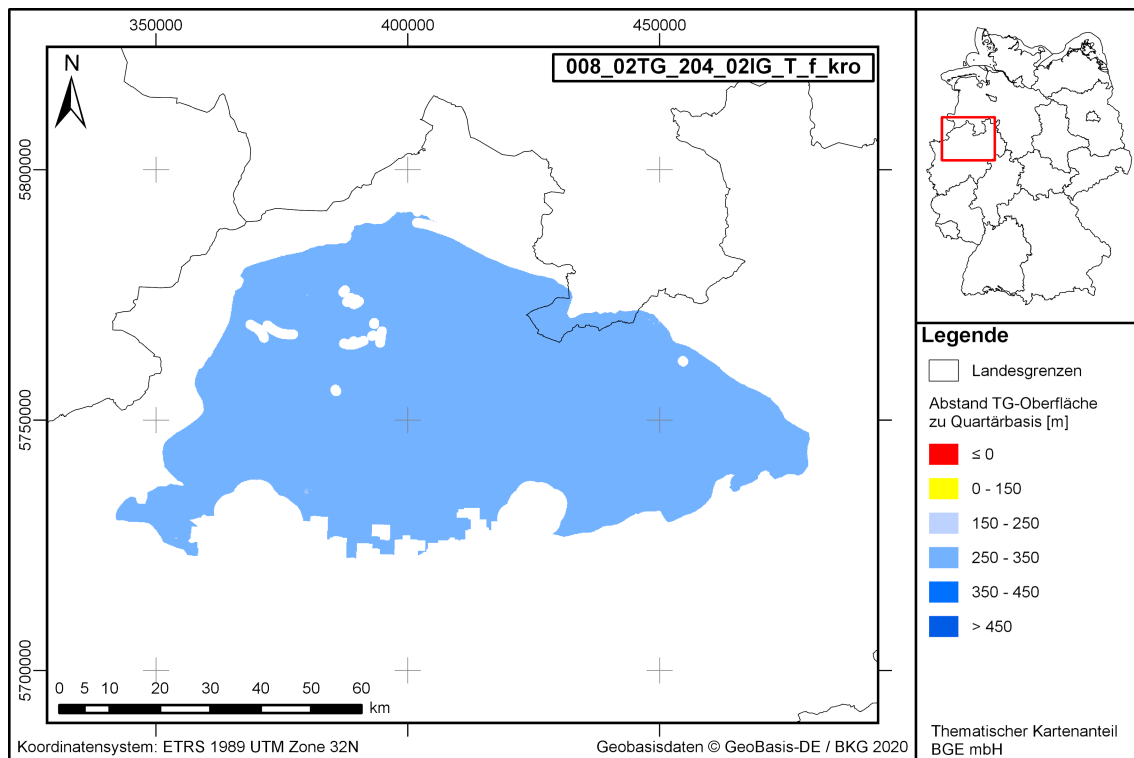 350000
400000
450000
008_02TG_204_02IG_T_f_kro
N
5800000
5750000
5700000
0 5 10 20 30 40 50 60
km
Koordinatensystem: ETRS 1989 UTM Zone 32N
Geobasisdaten © GeoBasis-DE / BKG 2020
Legende
Landesgrenzen
Abstand TG-Oberfläche
zu Quartärbasis [m]
≤ 0
0 - 150
150 - 250
250 - 350
350 - 450
> 450
Thematischer Kartenanteil
BGE mbH